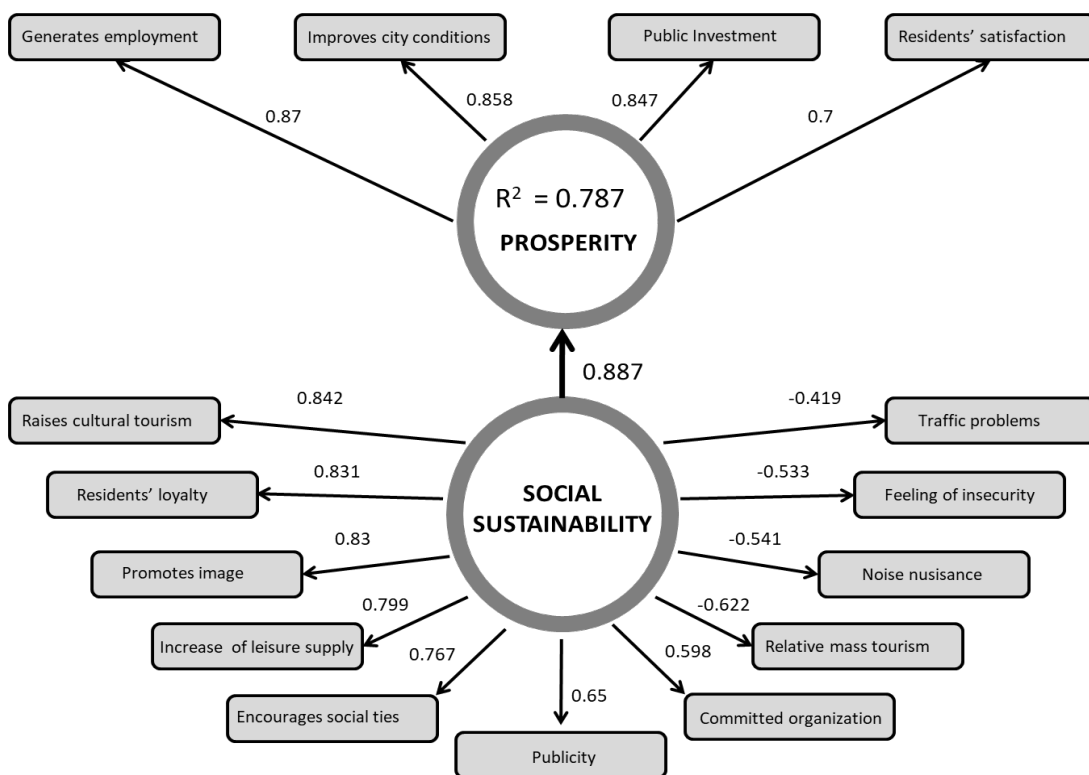 Generates employment
Improves city conditions
Public Investment
Residents’ satisfaction
0.87
0.858
0.847
0.7
R² = 0.787
PROSPERITY
0.887
Raises cultural tourism
0.842
-0.419
Traffic problems
Residents’ loyalty
0.831
-0.533
Feeling of insecurity
SOCIAL
SUSTAINABILITY
Promotes image
0.83
-0.541
Noise nusisance
Increase of leisure supply
0.799
-0.622
Relative mass tourism
Encourages social ties
0.767
0.598
Committed organization
0.65
Publicity